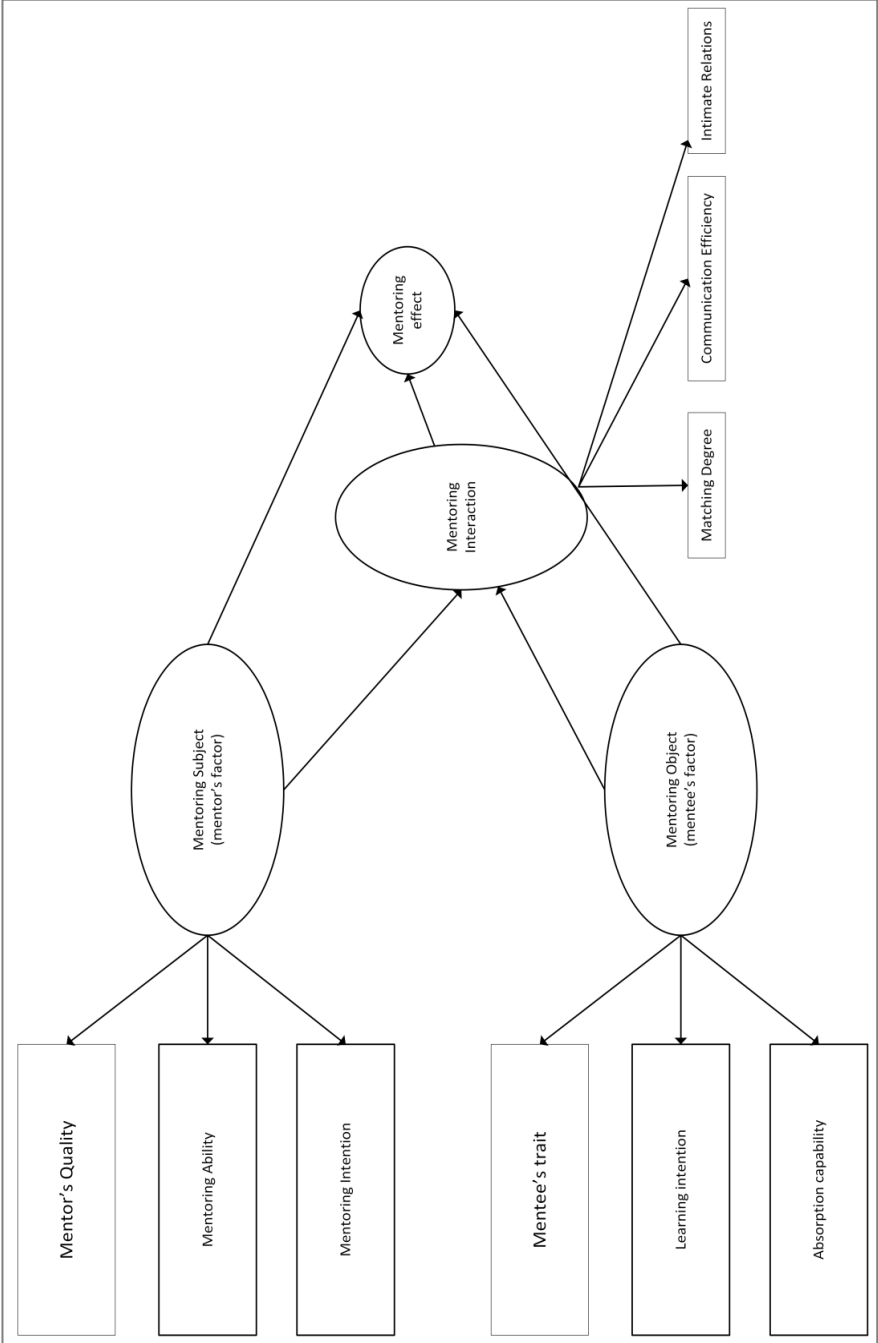 Mentor’s Quality
Mentoring Ability
Mentoring Intention
Mentee’s trait
Learning intention
Absorption capability
Mentoring Subject
(mentor’s factor)
Mentoring Object
(mentee’s factor)
Mentoring
Interaction
Mentoring
effect
Matching Degree
Communication Efficiency
Intimate Relations